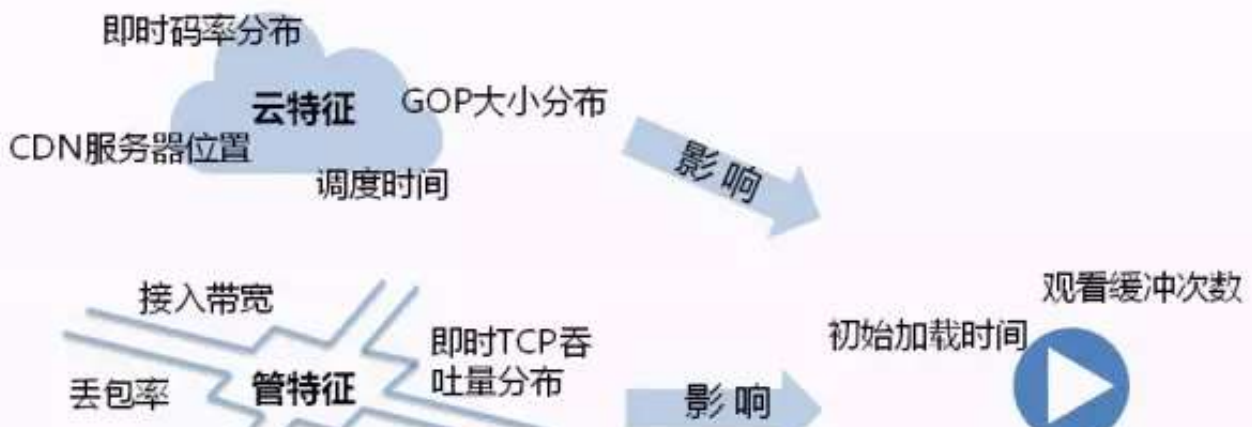 即时码率分布
云特征
GOP大小分布
CDN服务器位置
调度时间
影响
接入带宽
即时TCP吞
吐量分布
丢包率
管特征
影响
观看缓冲次数
初始加载时间